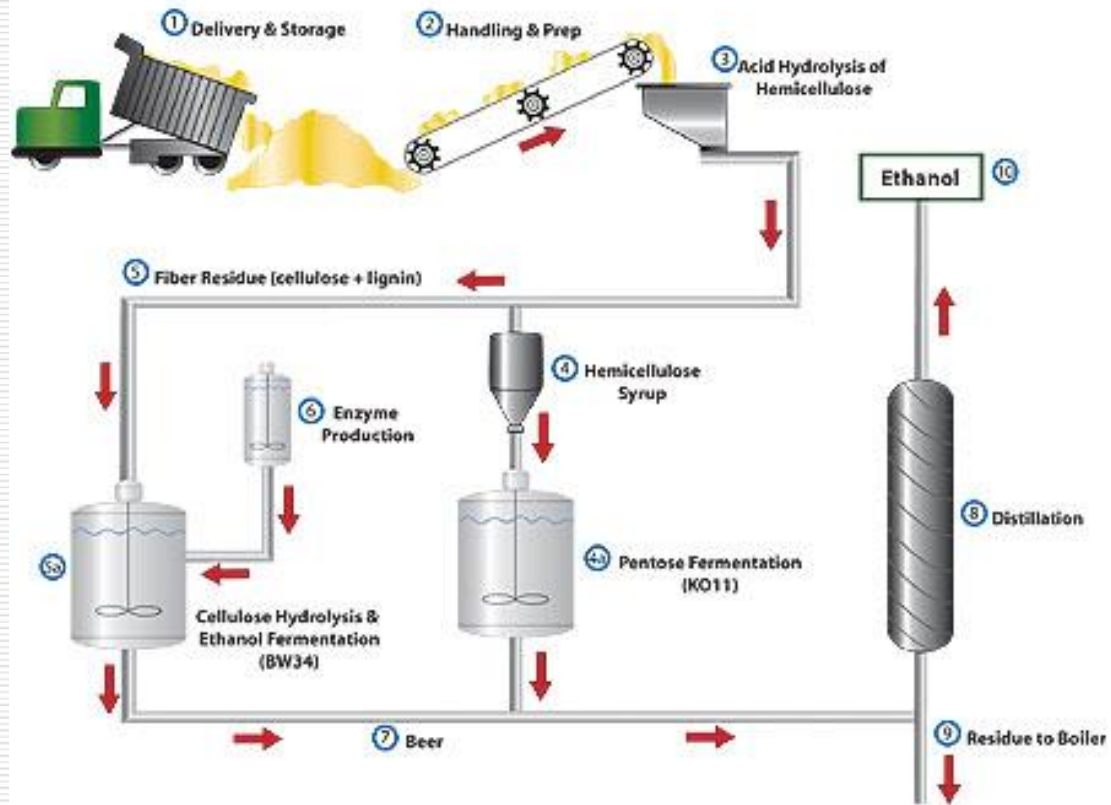 1 Delivery & Storage
2 Handling & Prep
3 Acid Hydrolysis of
Hemicellulose
Ethanol 10
5 Fiber Residue (cellulose + lignin)
4 Hemicellulose
Syrup
6 Enzyme
Production
5a
Cellulose Hydrolysis &
Ethanol Fermentation
(BW34)
4a Pentose Fermentation
(KO11)
8 Distillation
7 Beer
9 Residue to Boiler